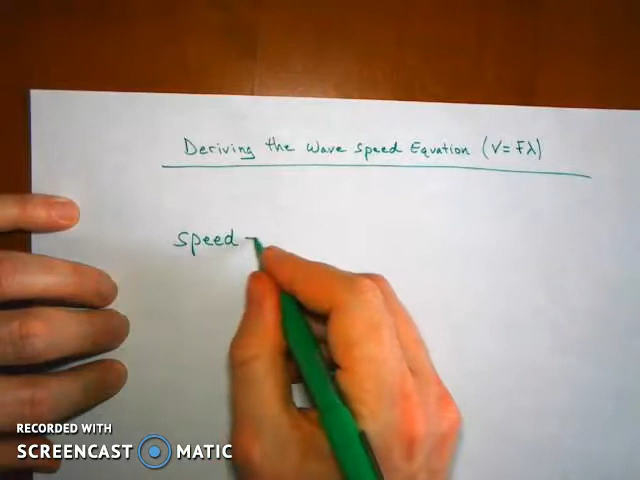 Deriving the Wave Speed Equation (V = Fλ)
speed -
RECORDED WITH
SCREENCAST MATIC